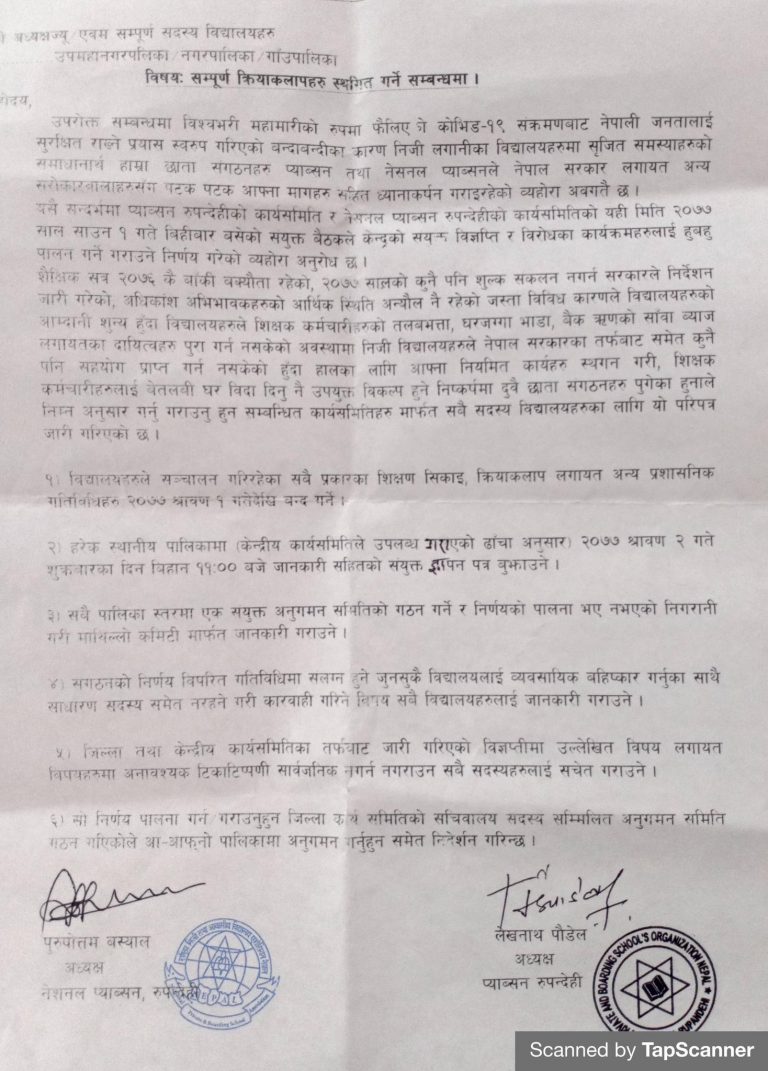 अध्यक्षज्यू/एवम सम्पूर्ण सदस्य विद्यालयहरु
उपमहानगरपलिका/नगरपालिका/गाँउपालिका
विषय: सम्पूर्ण क्रियाकलापहरु स्थगित गर्ने सम्बन्धमा ।
होदय,
उपरोक्त सम्बन्धमा विश्वभरी महामारीको रुपमा फैलिए को कोभिड-१९ संक्रमणबाट नेपाली जनतालाई
सुरक्षित राख्ने प्रयास स्वरुप गरिएको बन्दाबन्दीका कारण निजी लगानीका विद्यालयहरुमा सृजित समस्याहरुको
समाधानार्थ हाम्रा छाता संगठनहरु प्याब्सन तथा नेसनल प्याब्सनले नेपाल सरकार लगायत अन्य
सरोकारवालाहरुसंग पटक पटक आफ्ना मागहरु सहित ध्यानाकर्षन गराइरहेको व्यहोरा अवगतै छ ।
यसै सन्दर्भमा प्याब्सन रुपन्देहीको कार्यसमिति र नेसनल प्याब्सन रुपन्देहीको कार्यसमितिको यही मिति २०७७
साल साउन १ गते बिहीबार बसेको सयुक्त बैठकले केन्द्रको सयुक्त विज्ञप्ति र विरोधका कार्यक्रमहरुलाई हुबहु
पालन गर्ने गराउने निर्णय गरेको व्यहोरा अनुरोध छ ।
शैक्षिक सत्र २०७६ कै बाँकी बक्यौता रहेको, २०७७ सालको कुनै पनि शुल्क संकलन नगर्न सरकारले निर्देशन
जारी गरेको, अधिकांश अभिभावकहरुको आर्थिक स्थिति अन्यौल नै रहेको जस्ता विविध कारणले विद्यालयहरुको
आम्दानी शुन्य हुँदा विद्यालयहरुले शिक्षक कर्मचारीहरुको तलबभत्ता, घरजग्गा भाडा, बैंक ऋणको साँवा ब्याज
लगायतका दायित्वहरु पुरा गर्न नसकेको अवस्थामा निजी विद्यालयहरुले नेपाल सरकारका तर्फबाट समेत कुनै
पनि सहयोग प्राप्त गर्न नसकेको हुँदा हालका लागि आफ्ना नियमित कार्यहरु स्थगन गरी, शिक्षक
कर्मचारीहरुलाई बेतलबी घर विदा दिनु नै उपयुक्त बिकल्प हुने निष्कर्षमा दुबै छाता संगठनहरु पुगेका हुनाले
निम्न अनुसार गर्नु गराउनु हुन सम्बन्धित कार्यसमितिहरु मार्फत सबै सदस्य विद्यालयहरुका लागि यो परिपत्र
जारी गरिएको छ ।
१) विद्यालयहरुले सञ्चालन गरिरहेका सबै प्रकारका शिक्षण सिकाइ, क्रियाकलाप लगायत अन्य प्रशासनिक
गतिविधिहरु २०७७ श्रावण १ गतेदेखि बन्द गर्ने ।
२) हरेक स्थानीय पालिकामा (केन्द्रीय कार्यसमितिले उपलब्ध गराएको ढाँचा अनुसार) २०७७ श्रावण २ गते
शुक्रबारका दिन बिहान ११:०० बजे जानकारी सहितको संयुक्त ज्ञापन पत्र बुझाउने ।
३) सबै पालिका स्तरमा एक सयुक्त अनुगमन समितिको गठन गर्ने र निर्णयको पालना भए नभएको निगरानी
गरी माथिल्लो कमिटी मार्फत जानकारी गराउने ।
४) सगठनको निर्णय विपरित गतिविधिमा सलग्न हुने जुनसुकै विद्यालयलाई व्यवसायिक बहिष्कार गर्नुका साथै
साधारण सदस्य समेत नरहने गरी कारवाही गरिने विषय सबै विद्यालयहरुलाई जानकारी गराउने ।
५) जिल्ला तथा केन्द्रीय कार्यसमितिका तर्फबाट जारी गरिएको विज्ञप्तीमा उल्लेखित विषय लगायत
विषयहरुमा अनावश्यक टिकाटिप्पणी सार्वजनिक नगर्न नगराउन सबै सदस्यहरुलाई सचेत गराउने ।
६) सो निर्णय पालना गर्न/गराउनुहुन जिल्ला कार्य समितिको सचिवालय सदस्य सम्मिलित अनुगमन समिति
गठन गएिकोले आ-आफ्नो पालिकामा अनुगमन गर्नुहुन समेत निर्देशन गरिन्छ ।
पुरुषोत्तम बस्याल
अध्यक्ष
नेशनल प्याब्सन, रुपन्देही
NEPAL
Private & Boarding School
लेखनाथ पौडेल
अध्यक्ष
प्याब्सन रुपन्देही
PRIVATE AND BOARDING SCHOOL'S ORGANIZATION NEPAL
RUPANDEHI
Scanned by TapScanner